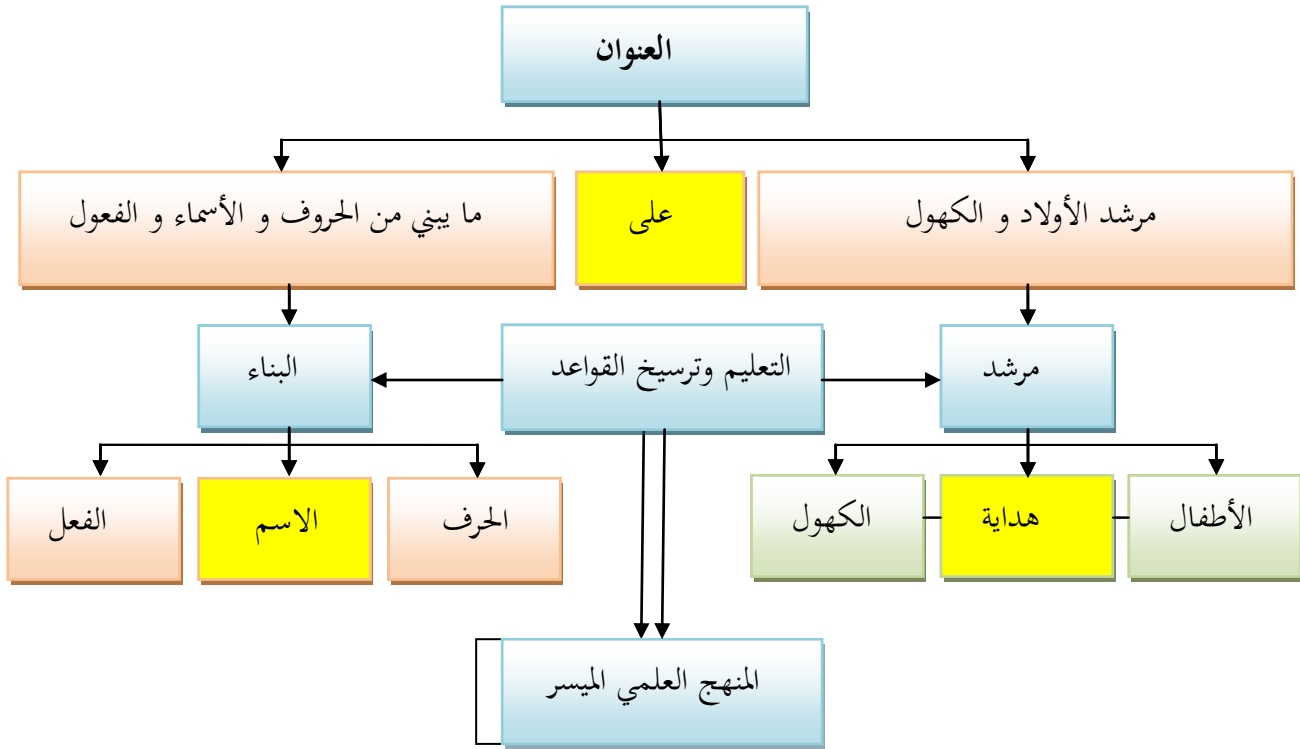 العنوان
مرشد الأولاد و الكهول
على
ما يبني من الحروف و الأسماء و الفعول
مرشد
التعليم وترسيخ القواعد
البناء
الأطفال
هداية
الكهول
الحرف
الاسم
الفعل
المنهج العلمي الميسر